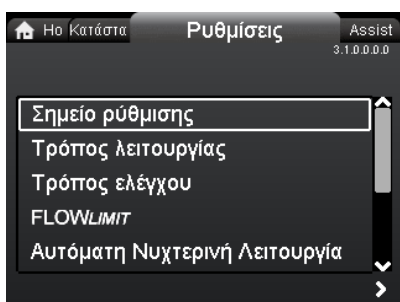 Ho Κατάστα Ρυθμίσεις Assist
3.1.0.0.0.0
Σημείο ρύθμισης
Τρόπος λειτουργίας
Τρόπος ελέγχου
FLOWLIMIT
Αυτόματη Νυχτερινή Λειτουργία